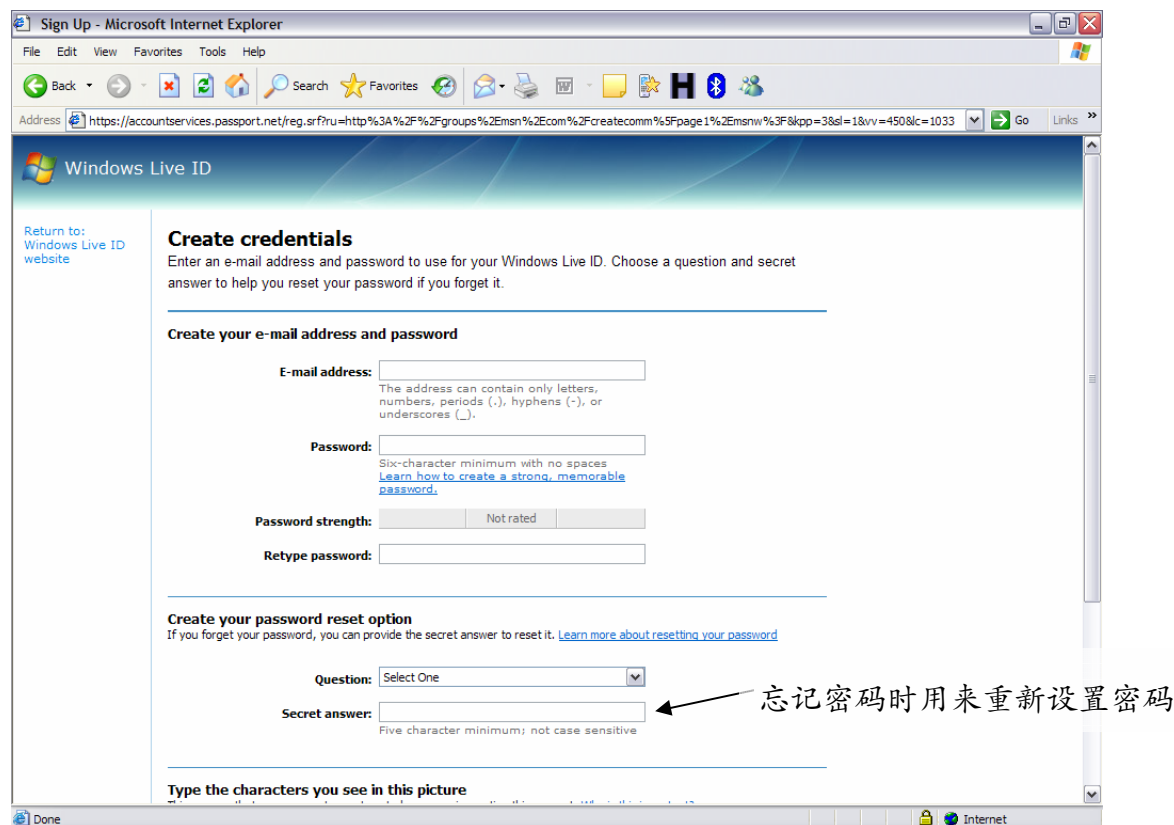 Sign Up - Microsoft Internet Explorer
File Edit View Favorites Tools Help
Back Search Favorites
Address https://accountservices.passport.net/reg.srf?ru=http%3A%2F%2Fgroups%2Emsn%2Ecom%2Fcreatecomm%5Fpage1%2Emsnw%3F&kpp=3&sl=1&vv=450&lc=1033 Go Links »
Windows Live ID
Return to:
Windows Live ID
website
Create credentials
Enter an e-mail address and password to use for your Windows Live ID. Choose a question and secret
answer to help you reset your password if you forget it.
Create your e-mail address and password
E-mail address:
The address can contain only letters,
numbers, periods (.), hyphens (-), or
underscores (_).
Password:
Six-character minimum with no spaces
Learn how to create a strong, memorable
password.
Password strength: Not rated
Retype password:
Create your password reset option
If you forget your password, you can provide the secret answer to reset it. Learn more about resetting your password
Question: Select One
Secret answer:
忘记密码时用来重新设置密码
Five character minimum; not case sensitive
Type the characters you see in this picture
Done Internet